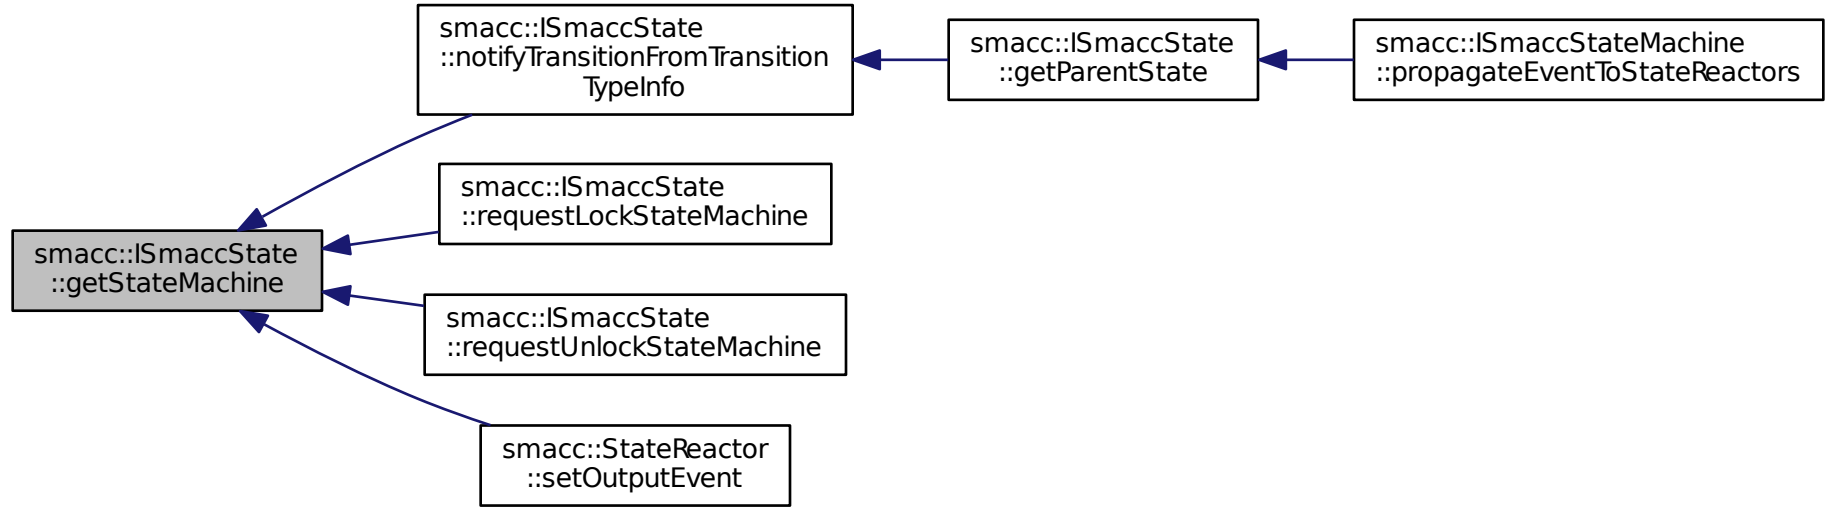 smacc::ISmaccState
::notifyTransitionFromTransition
TypeInfo
smacc::ISmaccState
::getParentState
smacc::ISmaccStateMachine
::propagateEventToStateReactors
smacc::ISmaccState
::requestLockStateMachine
smacc::ISmaccState
::getStateMachine
smacc::ISmaccState
::requestUnlockStateMachine
smacc::StateReactor
::setOutputEvent